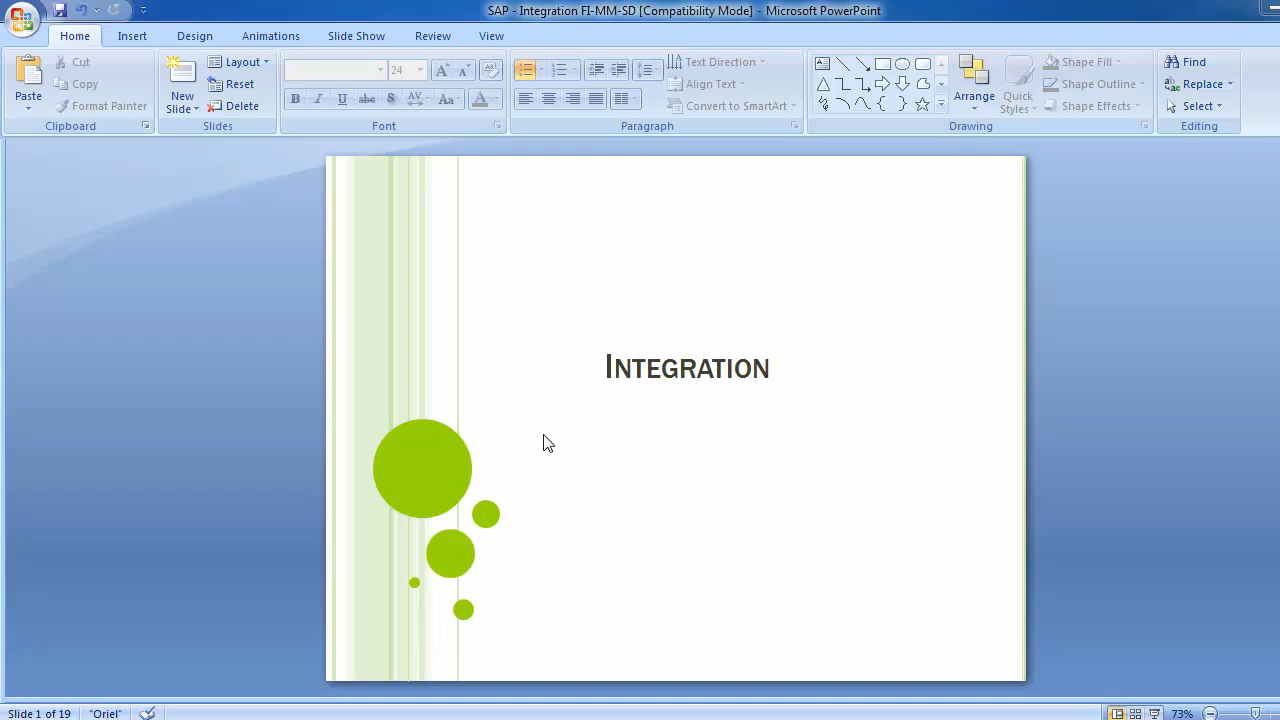 SAP - Integration FI-MM-SD [Compatibility Mode] - Microsoft PowerPoint
Home Insert Design Animations Slide Show Review View
Paste
Cut
Copy
Format Painter
Clipboard
New Slide
Layout
Reset
Delete
Slides
24
B I U abc S AV Aa A
Font
Text Direction
Align Text
Convert to SmartArt
Paragraph
Arrange
Quick Styles
Shape Fill
Shape Outline
Shape Effects
Drawing
Find
Replace
Select
Editing
INTEGRATION
Slide 1 of 19 "Oriel" 73%